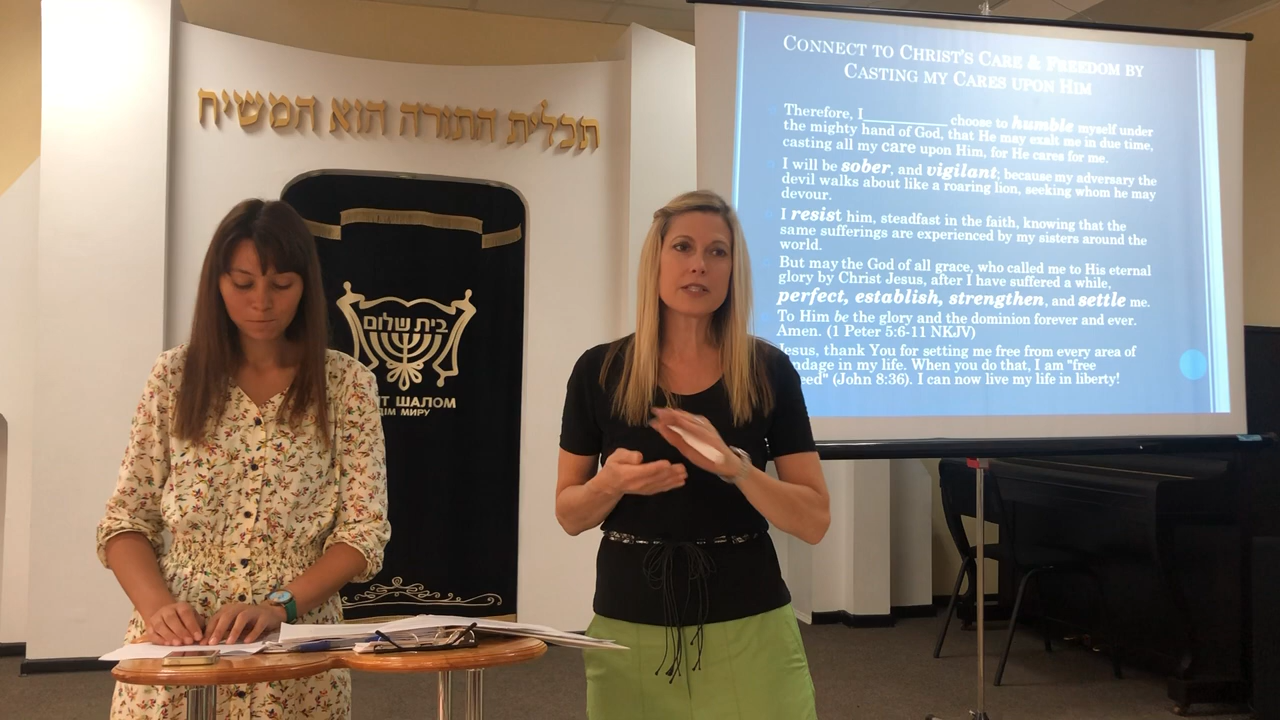 תכלית התורה הוא המשיח
בית שלום
ІТ ШАЛОМ
ДІМ МИРУ
CONNECT TO CHRIST'S CARE & FREEDOM BY
CASTING MY CARES UPON HIM
Therefore, I____________ choose to humble myself under
the mighty hand of God, that He may exalt me in due time,
casting all my care upon Him, for He cares for me.
I will be sober, and vigilant; because my adversary the
devil walks about like a roaring lion, seeking whom he may
devour.
I resist him, steadfast in the faith, knowing that the
same sufferings are experienced by my sisters around the
world.
But may the God of all grace, who called me to His eternal
glory by Christ Jesus, after I have suffered a while,
perfect, establish, strengthen, and settle me.
To Him be the glory and the dominion forever and ever.
Amen. (1 Peter 5:6-11 NKJV)
Jesus, thank You for setting me free from every area of
ndage in my life. When you do that, I am "free
eed" (John 8:36). I can now live my life in liberty!